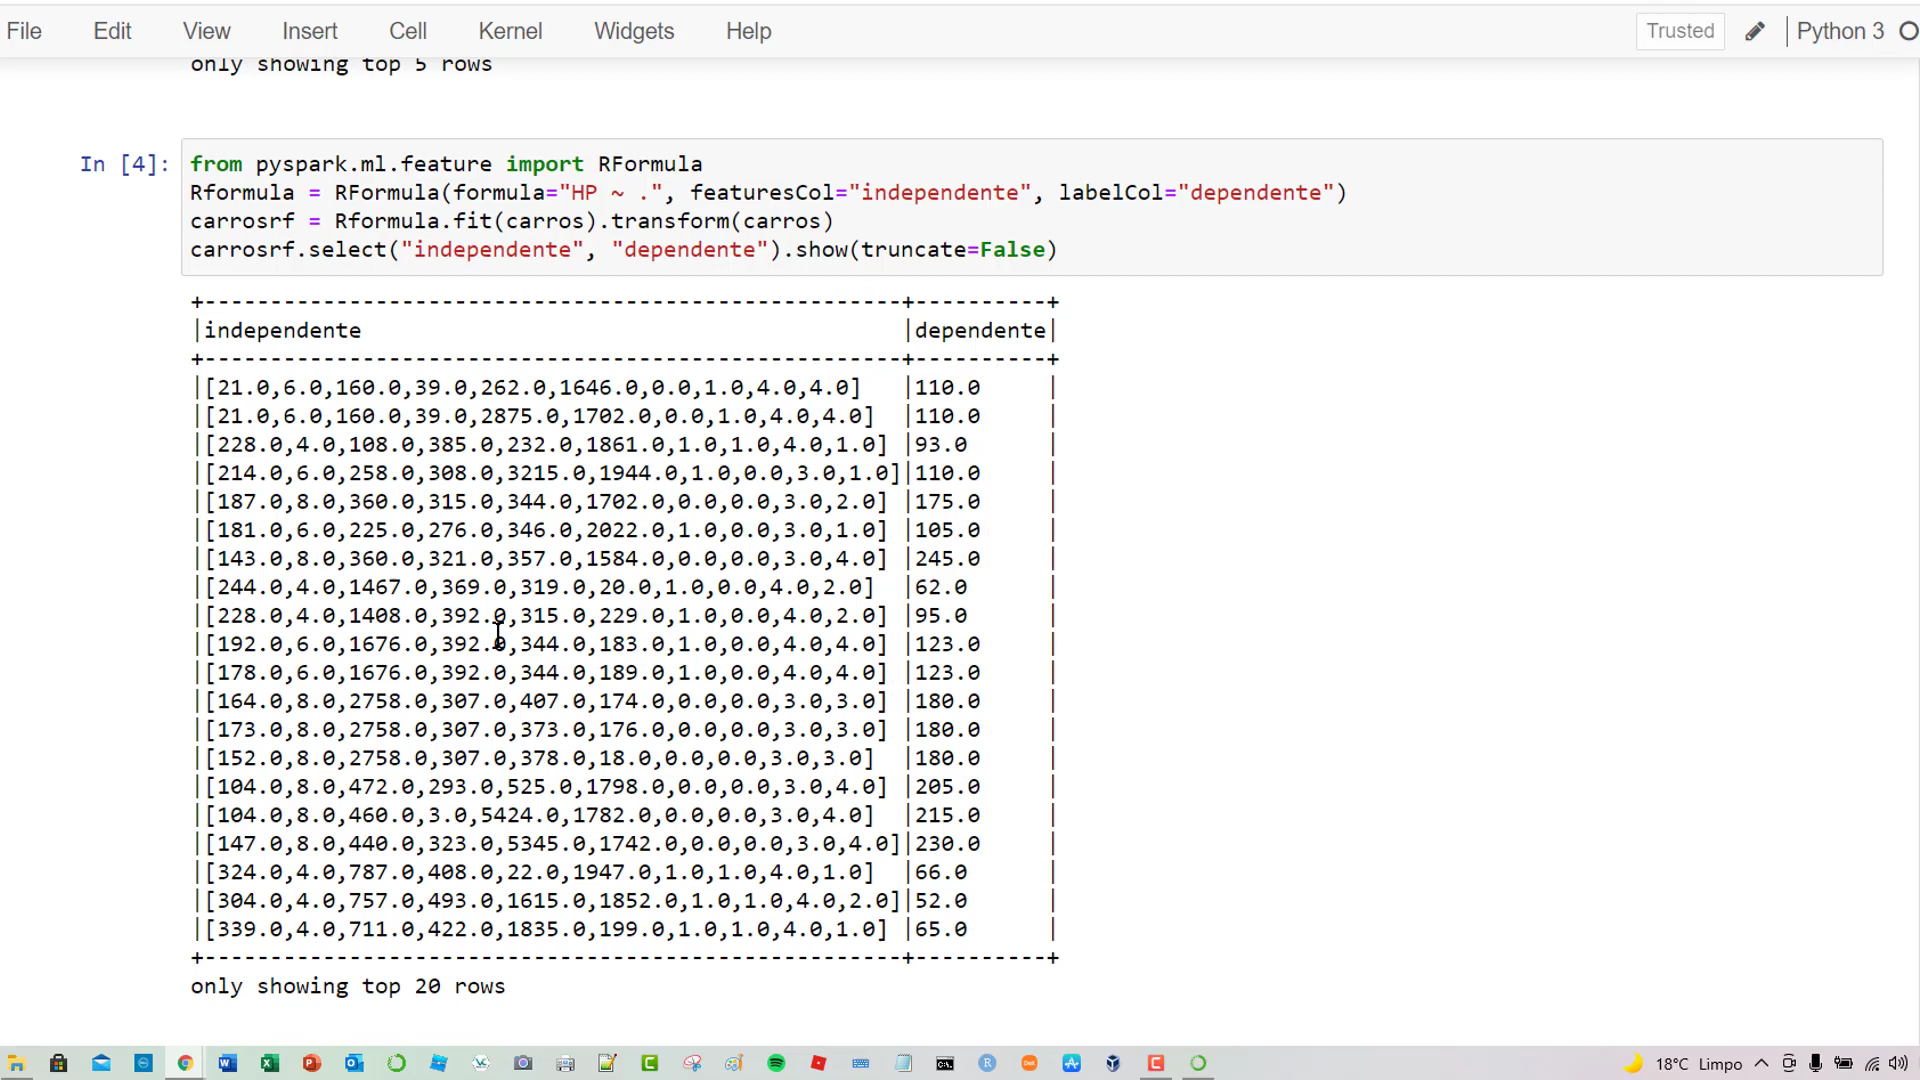 File Edit View Insert Cell Kernel Widgets Help Trusted Python 3
only showing top 5 rows
In [4]: from pyspark.ml.feature import RFormula
Rformula = RFormula(formula="HP ~ .", featuresCol="independente", labelCol="dependente")
carrosrf = Rformula.fit(carros).transform(carros)
carrosrf.select("independente", "dependente").show(truncate=False)
+-----------------------------------------------------+----------+
|independente                                         |dependente|
+-----------------------------------------------------+----------+
|[21.0,6.0,160.0,39.0,262.0,1646.0,0.0,1.0,4.0,4.0]   |110.0     |
|[21.0,6.0,160.0,39.0,2875.0,1702.0,0.0,1.0,4.0,4.0]  |110.0     |
|[228.0,4.0,108.0,385.0,232.0,1861.0,1.0,1.0,4.0,1.0] |93.0      |
|[214.0,6.0,258.0,308.0,3215.0,1944.0,1.0,0.0,3.0,1.0]|110.0     |
|[187.0,8.0,360.0,315.0,344.0,1702.0,0.0,0.0,3.0,2.0] |175.0     |
|[181.0,6.0,225.0,276.0,346.0,2022.0,1.0,0.0,3.0,1.0] |105.0     |
|[143.0,8.0,360.0,321.0,357.0,1584.0,0.0,0.0,3.0,4.0] |245.0     |
|[244.0,4.0,1467.0,369.0,319.0,20.0,1.0,0.0,4.0,2.0]  |62.0      |
|[228.0,4.0,1408.0,392.0,315.0,229.0,1.0,0.0,4.0,2.0] |95.0      |
|[192.0,6.0,1676.0,392.0,344.0,183.0,1.0,0.0,4.0,4.0] |123.0     |
|[178.0,6.0,1676.0,392.0,344.0,189.0,1.0,0.0,4.0,4.0] |123.0     |
|[164.0,8.0,2758.0,307.0,407.0,174.0,0.0,0.0,3.0,3.0] |180.0     |
|[173.0,8.0,2758.0,307.0,373.0,176.0,0.0,0.0,3.0,3.0] |180.0     |
|[152.0,8.0,2758.0,307.0,378.0,18.0,0.0,0.0,3.0,3.0]  |180.0     |
|[104.0,8.0,472.0,293.0,525.0,1798.0,0.0,0.0,3.0,4.0] |205.0     |
|[104.0,8.0,460.0,3.0,5424.0,1782.0,0.0,0.0,3.0,4.0]  |215.0     |
|[147.0,8.0,440.0,323.0,5345.0,1742.0,0.0,0.0,3.0,4.0]|230.0     |
|[324.0,4.0,787.0,408.0,22.0,1947.0,1.0,1.0,4.0,1.0]  |66.0      |
|[304.0,4.0,757.0,493.0,1615.0,1852.0,1.0,1.0,4.0,2.0]|52.0      |
|[339.0,4.0,711.0,422.0,1835.0,199.0,1.0,1.0,4.0,1.0] |65.0      |
+-----------------------------------------------------+----------+
only showing top 20 rows
18°C Limpo